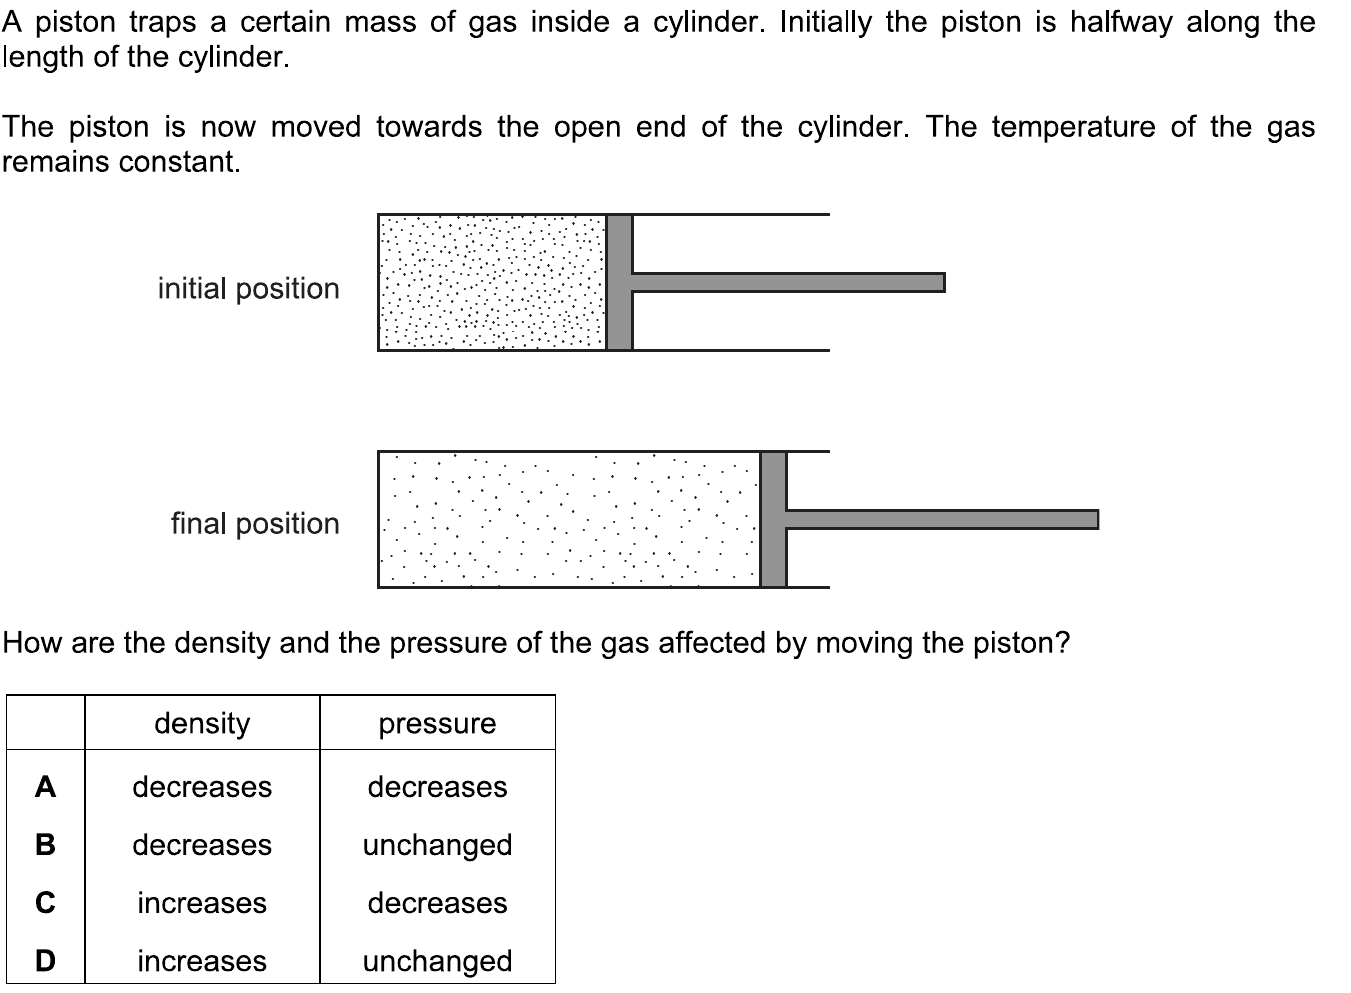 A piston traps a certain mass of gas inside a cylinder. Initially the piston is halfway along the
length of the cylinder.
The piston is now moved towards the open end of the cylinder. The temperature of the gas
remains constant.
initial position
final position
How are the density and the pressure of the gas affected by moving the piston?
density pressure
A decreases decreases
B decreases unchanged
C increases decreases
D increases unchanged